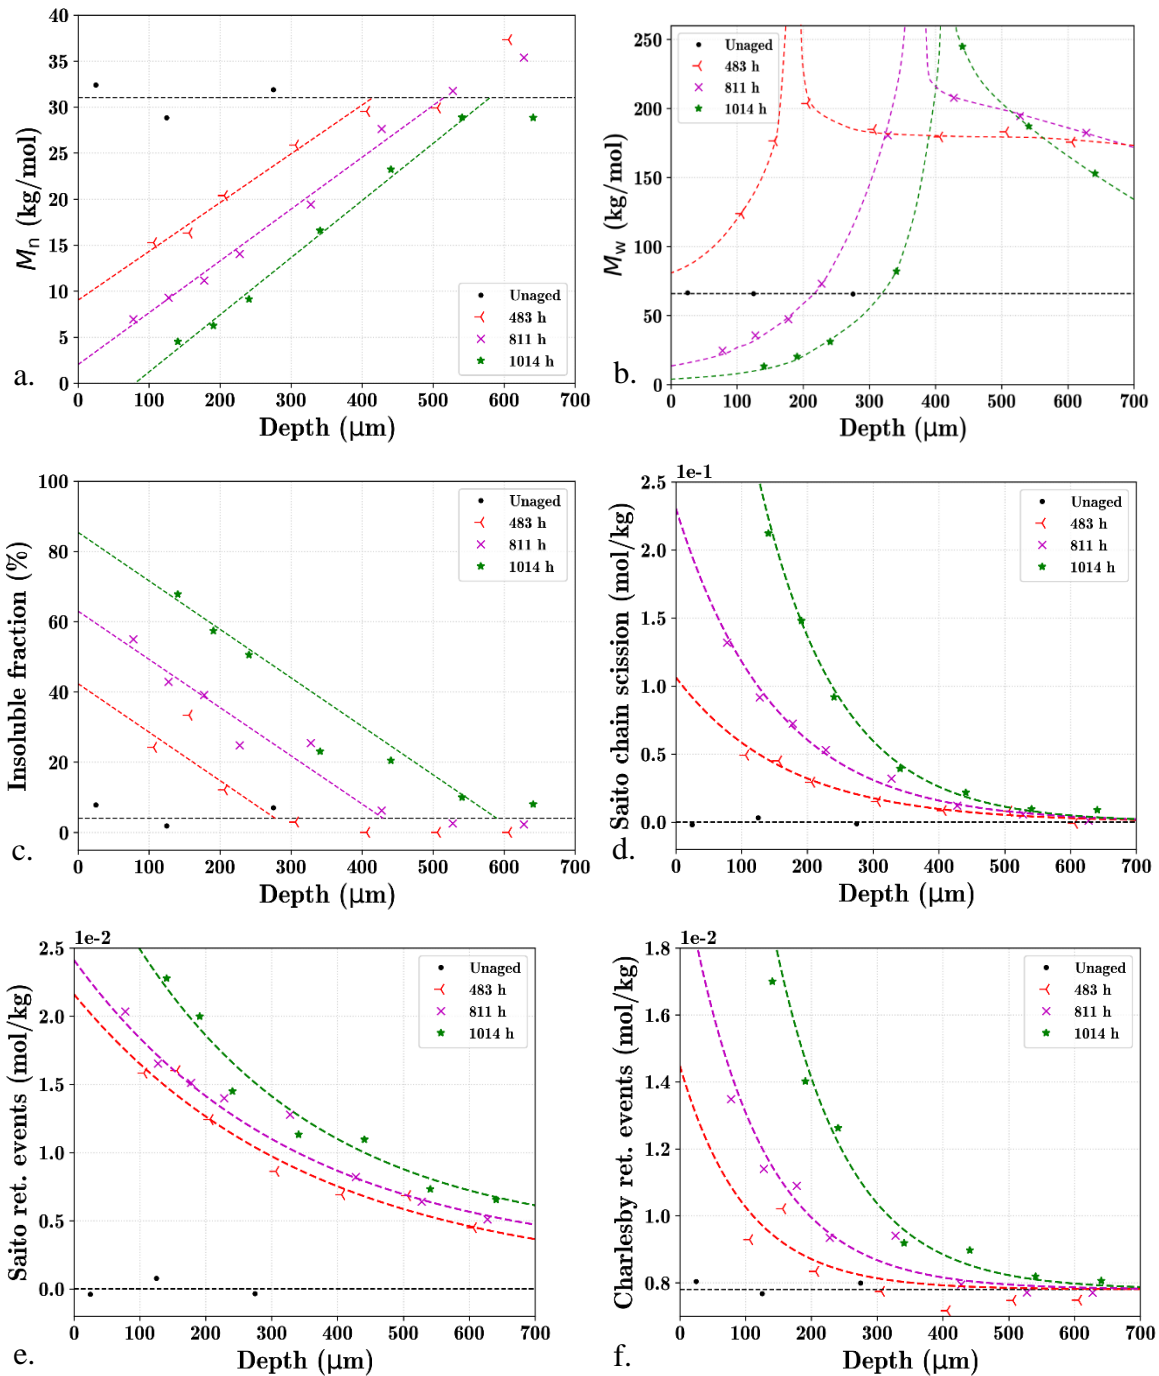 40
35
30
25
20
15
10
5
0
Mn (kg/mol)
Unaged
483 h
811 h
1014 h
0 100 200 300 400 500 600 700
Depth (μm)
a.
250
200
150
100
50
0
Mw (kg/mol)
Unaged
483 h
811 h
1014 h
0 100 200 300 400 500 600 700
Depth (μm)
b.
100
80
60
40
20
0
Insoluble fraction (%)
Unaged
483 h
811 h
1014 h
0 100 200 300 400 500 600 700
Depth (μm)
c.
1e-1
2.5
2.0
1.5
1.0
0.5
0.0
Saito chain scission (mol/kg)
Unaged
483 h
811 h
1014 h
0 100 200 300 400 500 600 700
Depth (μm)
d.
1e-2
2.5
2.0
1.5
1.0
0.5
0.0
Saito ret. events (mol/kg)
Unaged
483 h
811 h
1014 h
0 100 200 300 400 500 600 700
Depth (μm)
e.
1e-2
1.8
1.6
1.4
1.2
1.0
0.8
Charlesby ret. events (mol/kg)
Unaged
483 h
811 h
1014 h
0 100 200 300 400 500 600 700
Depth (μm)
f.